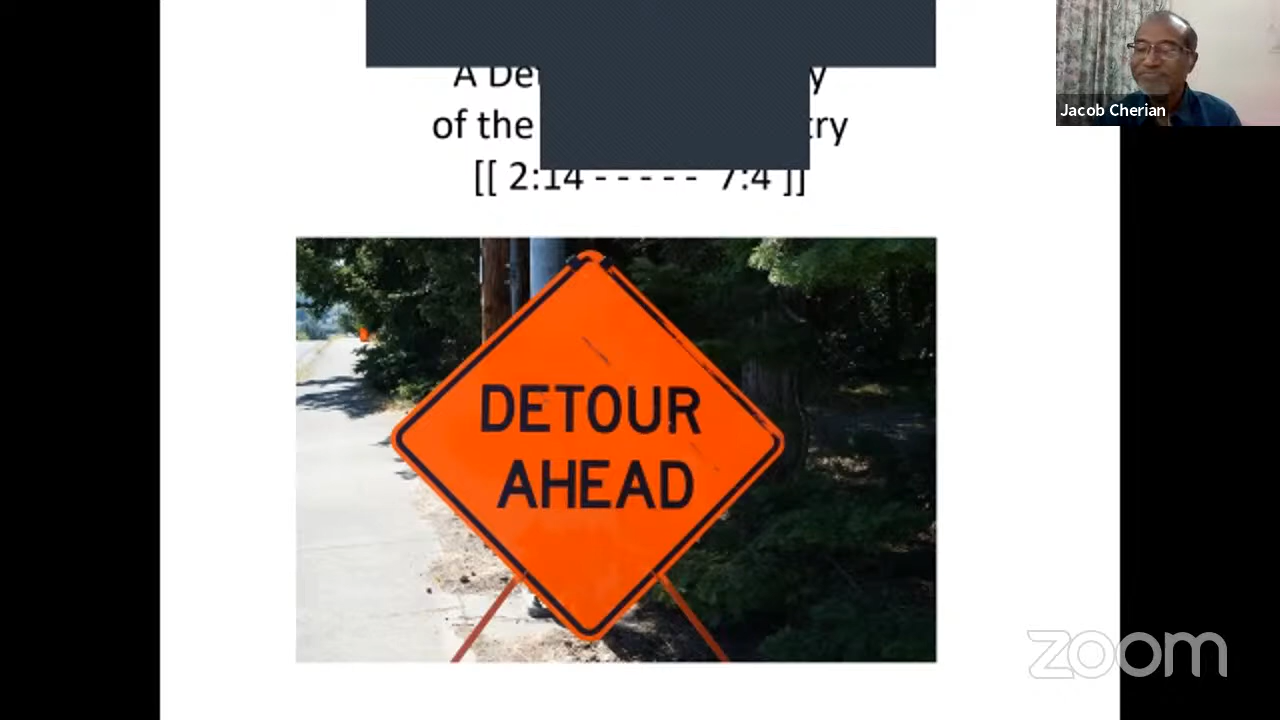 A
of the
[[ 2:14 - - - - - 7:4 ]]
DETOUR
AHEAD
Jacob Cherian
zoom